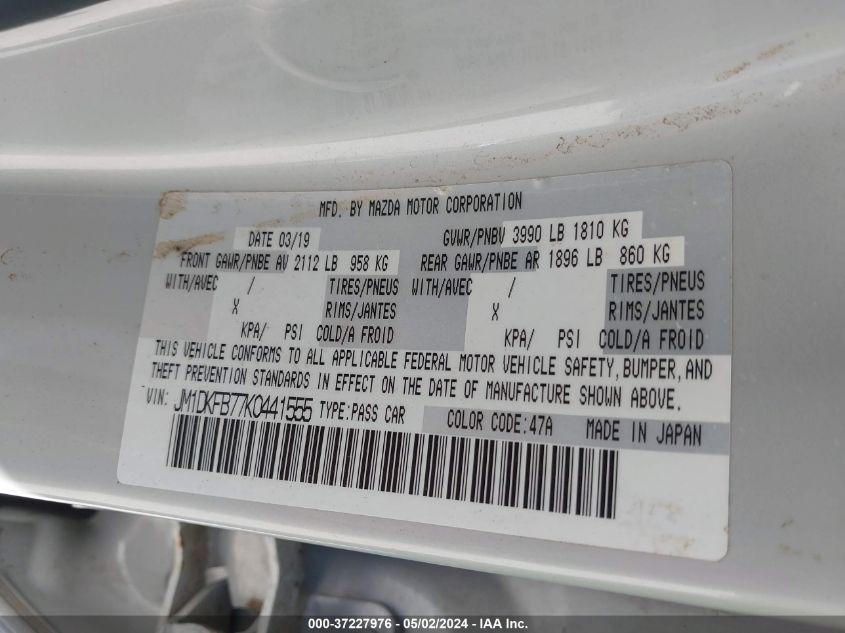 MFD. BY MAZDA MOTOR CORPORATION
DATE 03/19 GVWR/PNBV 3990 LB 1810 KG
FRONT GAWR/PNBE AV 2112 LB 958 KG REAR GAWR/PNBE AR 1896 LB 860 KG
WITH/AVEC / TIRES/PNEUS WITH/AVEC / TIRES/PNEUS
X RIMS/JANTES X RIMS/JANTES
KPA/ PSI COLD/A FROID KPA/ PSI COLD/A FROID
THIS VEHICLE CONFORMS TO ALL APPLICABLE FEDERAL MOTOR VEHICLE SAFETY, BUMPER, AND
THEFT PREVENTION STANDARDS IN EFFECT ON THE DATE OF MANUFACTURE SHOWN ABOVE.
VIN: JM1DKFB77K0441555 TYPE:PASS CAR COLOR CODE:47A MADE IN JAPAN
000-37227976 - 05/02/2024 - IAA Inc.